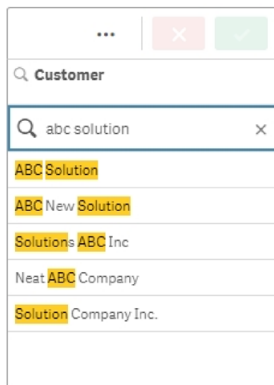 ...
Customer
abc solution
ABC Solution
ABC New Solution
Solutions ABC Inc
Neat ABC Company
Solution Company Inc.